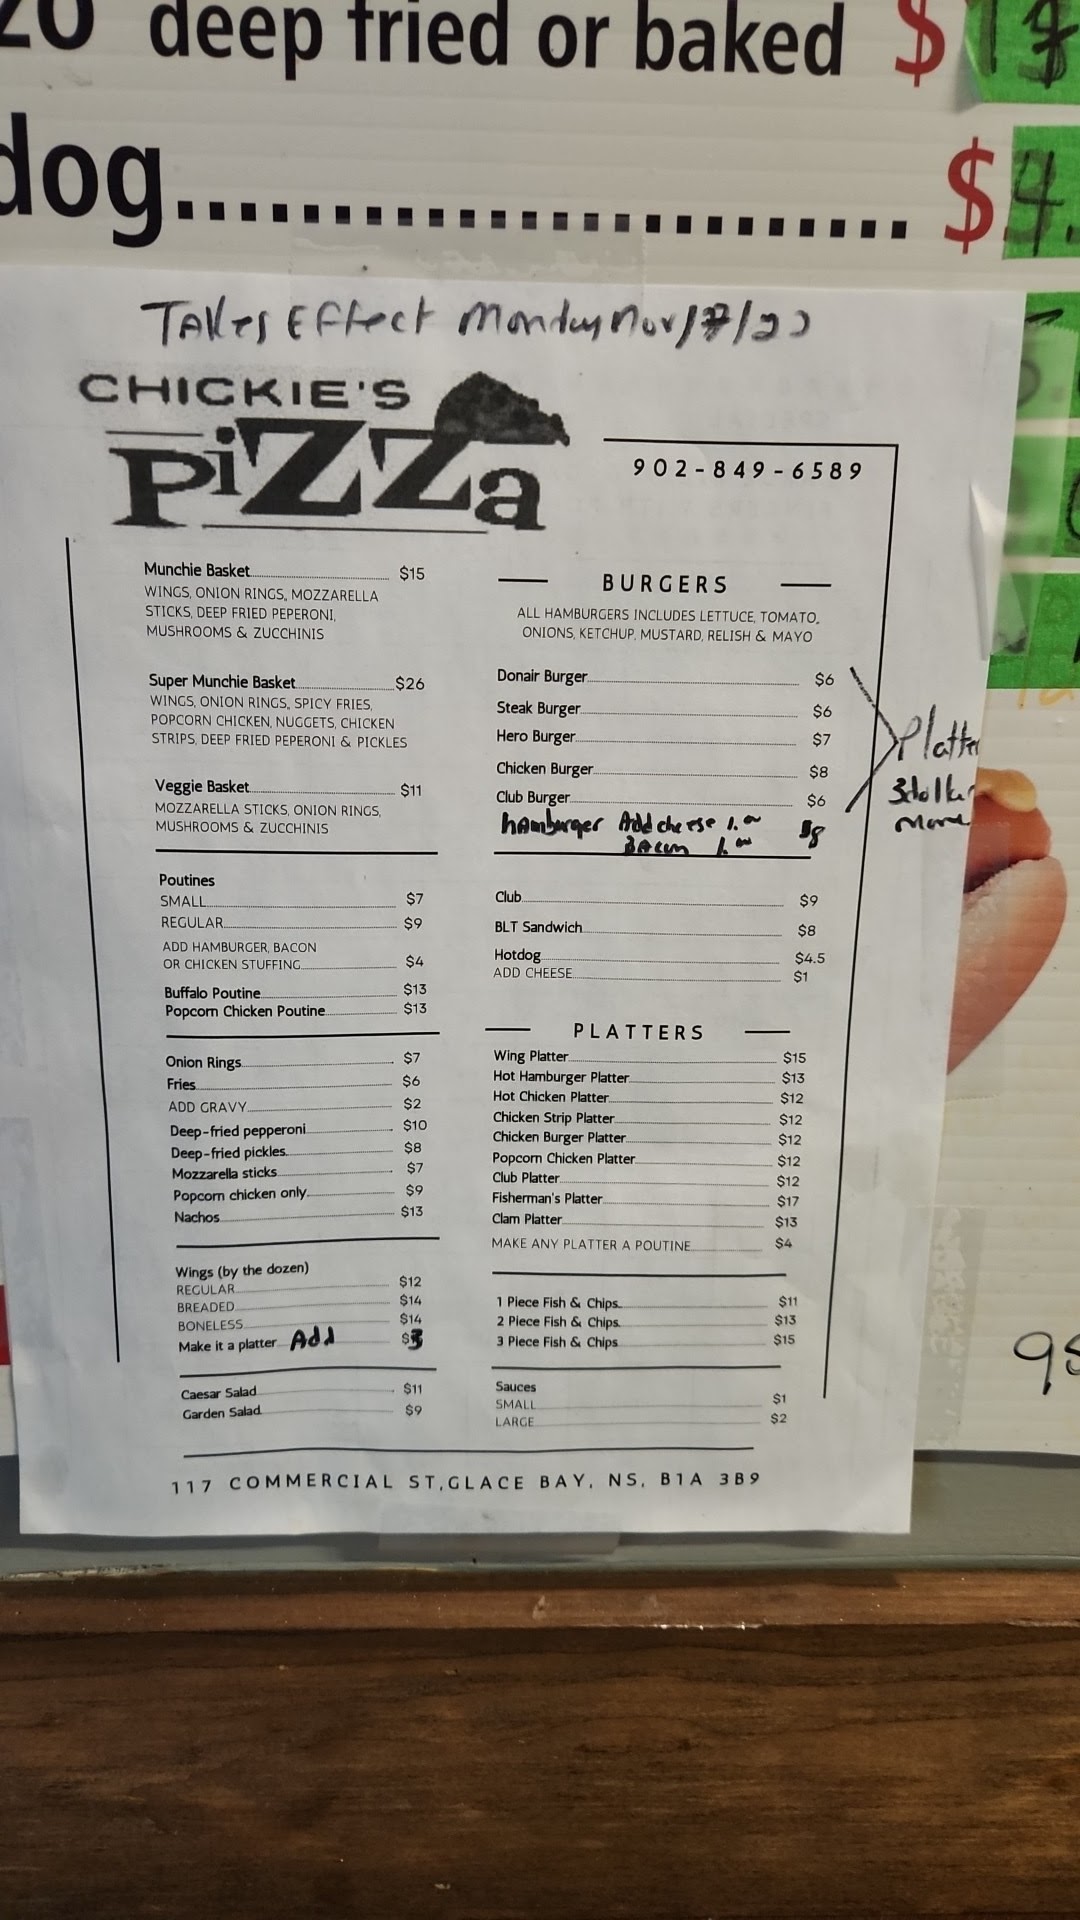 deep fried or baked $
dog........................ $4.
Takes Effect Monday Nov
CHICKIE'S
PiZZa
902-849-6589
Munchie Basket $15
WINGS, ONION RINGS, MOZZARELLA
STICKS, DEEP FRIED PEPERONI,
MUSHROOMS & ZUCCHINIS
Super Munchie Basket $26
WINGS, ONION RINGS, SPICY FRIES,
POPCORN CHICKEN, NUGGETS, CHICKEN
STRIPS, DEEP FRIED PEPERONI & PICKLES
Veggie Basket $11
MOZZARELLA STICKS, ONION RINGS,
MUSHROOMS & ZUCCHINIS
Poutines
SMALL $7
REGULAR $9
ADD HAMBURGER, BACON
OR CHICKEN STUFFING $4
Buffalo Poutine $13
Popcorn Chicken Poutine $13
Onion Rings $7
Fries $6
ADD GRAVY $2
Deep-fried pepperoni $10
Deep-fried pickles $8
Mozzarella sticks $7
Popcorn chicken only $9
Nachos $13
Wings (by the dozen)
REGULAR $12
BREADED $14
BONELESS $14
Make it a platter Add $3
Caesar Salad $11
Garden Salad $9
BURGERS
ALL HAMBURGERS INCLUDES LETTUCE, TOMATO,
ONIONS, KETCHUP, MUSTARD, RELISH & MAYO
Donair Burger $6
Steak Burger $6
Hero Burger $7
Chicken Burger $8
Club Burger $6
hamburger Add cheese 1.00 $8
Bacon 1.00
Platter
3 dollar
more
Club $9
BLT Sandwich $8
Hotdog $4.5
ADD CHEESE $1
PLATTERS
Wing Platter $15
Hot Hamburger Platter $13
Hot Chicken Platter $12
Chicken Strip Platter $12
Chicken Burger Platter $12
Popcorn Chicken Platter $12
Club Platter $12
Fisherman's Platter $17
Clam Platter $13
MAKE ANY PLATTER A POUTINE $4
1 Piece Fish & Chips $11
2 Piece Fish & Chips $13
3 Piece Fish & Chips $15
Sauces
SMALL $1
LARGE $2
117 COMMERCIAL ST,GLACE BAY, NS, B1A 3B9